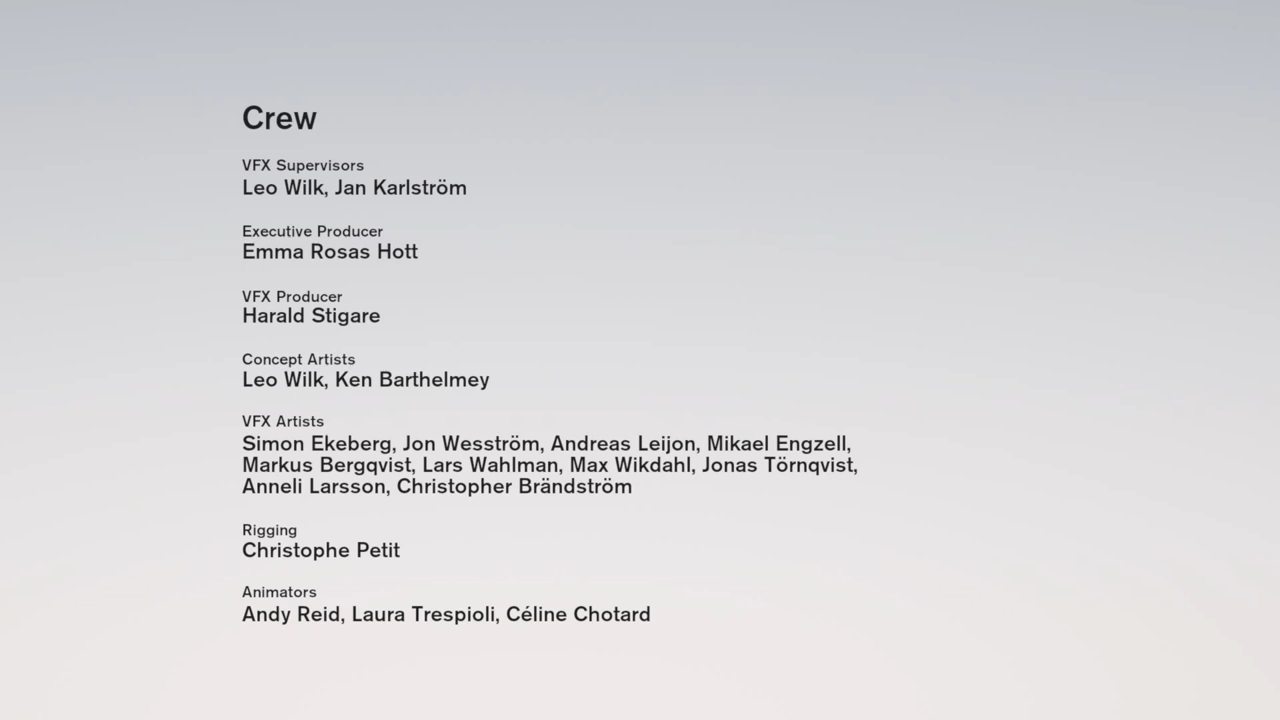 Crew
VFX Supervisors
Leo Wilk, Jan Karlström
Executive Producer
Emma Rosas Hott
VFX Producer
Harald Stigare
Concept Artists
Leo Wilk, Ken Barthelmey
VFX Artists
Simon Ekeberg, Jon Wesström, Andreas Leijon, Mikael Engzell,
Markus Bergqvist, Lars Wahlman, Max Wikdahl, Jonas Törnqvist,
Anneli Larsson, Christopher Brändström
Rigging
Christophe Petit
Animators
Andy Reid, Laura Trespioli, Céline Chotard